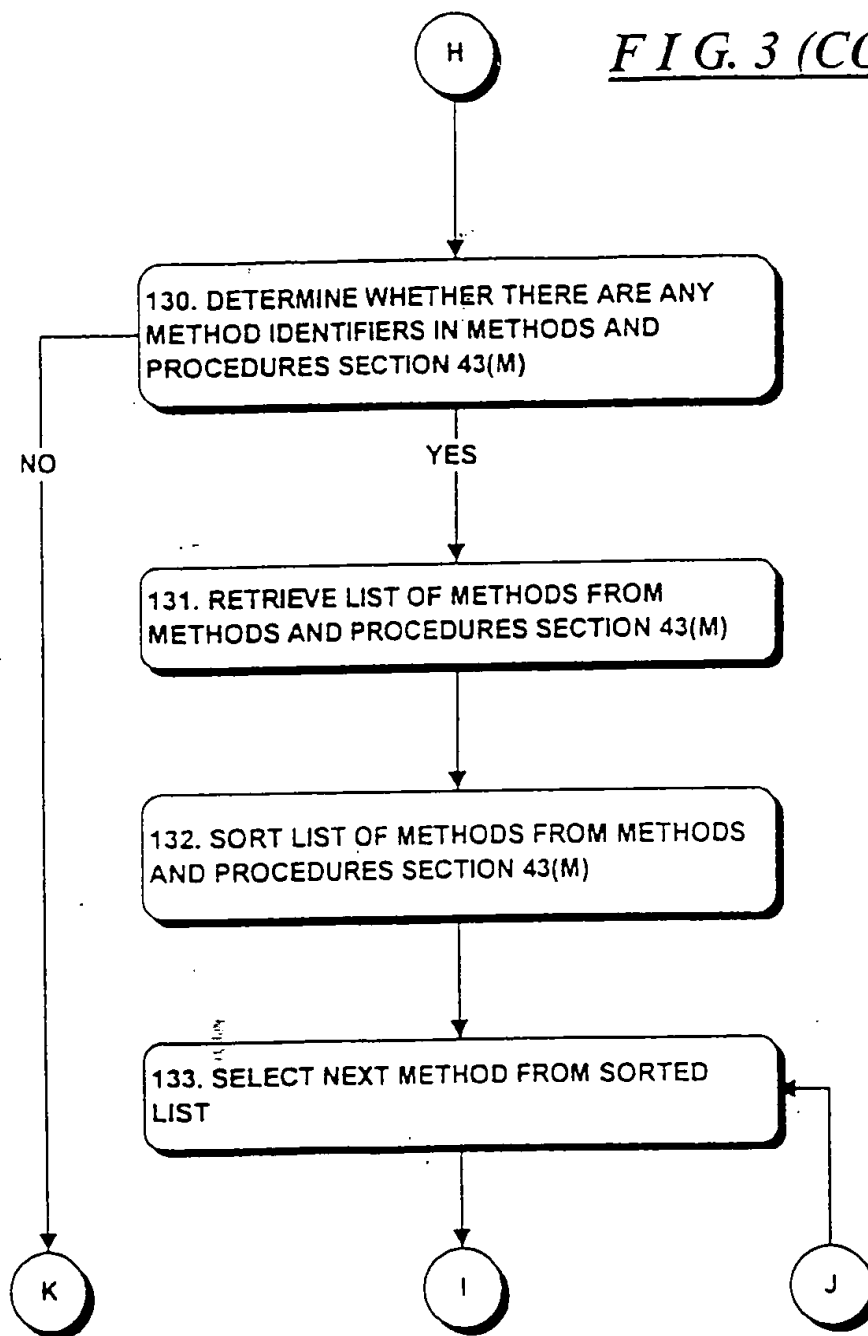 H
F I G. 3 (CO
130. DETERMINE WHETHER THERE ARE ANY
METHOD IDENTIFIERS IN METHODS AND
PROCEDURES SECTION 43(M)
NO
YES
131. RETRIEVE LIST OF METHODS FROM
METHODS AND PROCEDURES SECTION 43(M)
132. SORT LIST OF METHODS FROM METHODS
AND PROCEDURES SECTION 43(M)
133. SELECT NEXT METHOD FROM SORTED
LIST
K
I
J